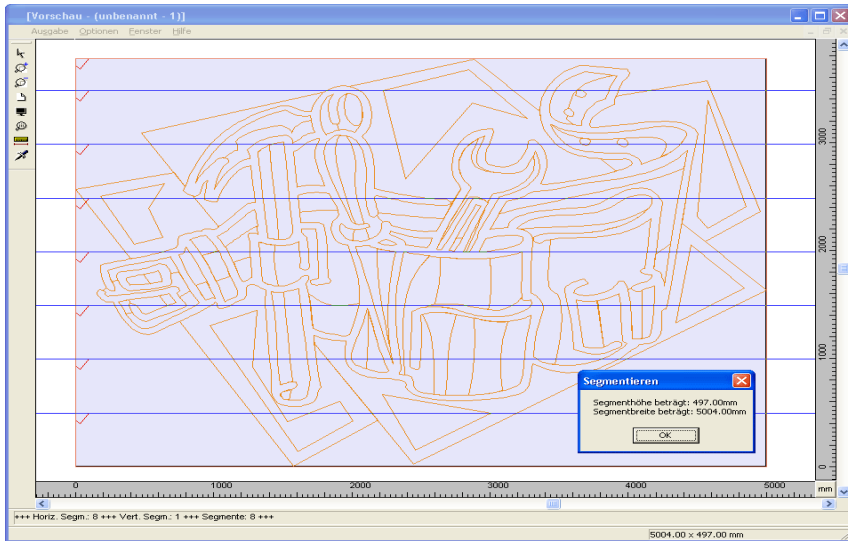 [Vorschau - (unbenannt - 1)]
Ausgabe Optionen Fenster Hilfe
3000
2000
1000
0
Segmentieren
Segmenthöhe beträgt: 497.00mm
Segmentbreite beträgt: 5004.00mm
OK
0 1000 2000 3000 4000 5000 mm
+++ Horiz. Segm.: 8 +++ Vert. Segm.: 1 +++ Segmente: 8 +++
5004.00 x 497.00 mm